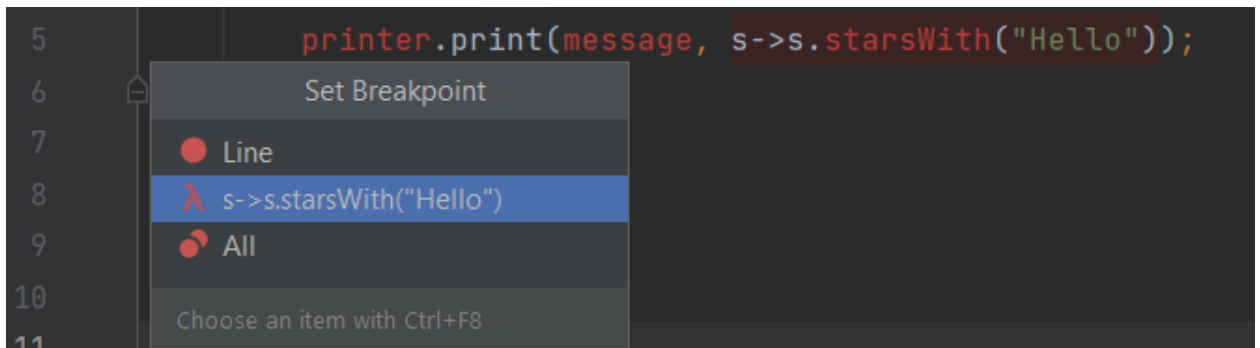 5 printer.print(message, s->s.starsWith("Hello"));
6 Set Breakpoint
7 Line
8 λ s->s.starsWith("Hello")
9 All
10
Choose an item with Ctrl+F8
11